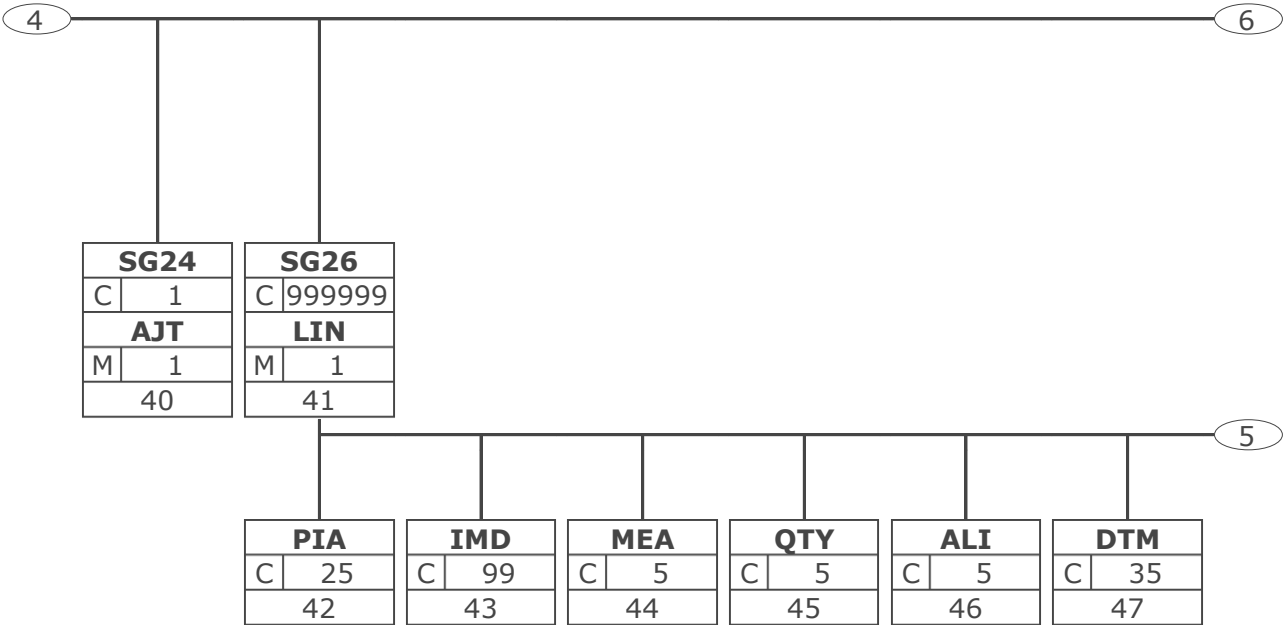 4 6
SG24 SG26
C 1 C 999999
AJT LIN
M 1 M 1
40 41
5
PIA IMD MEA QTY ALI DTM
C 25 C 99 C 5 C 5 C 5 C 35
42 43 44 45 46 47